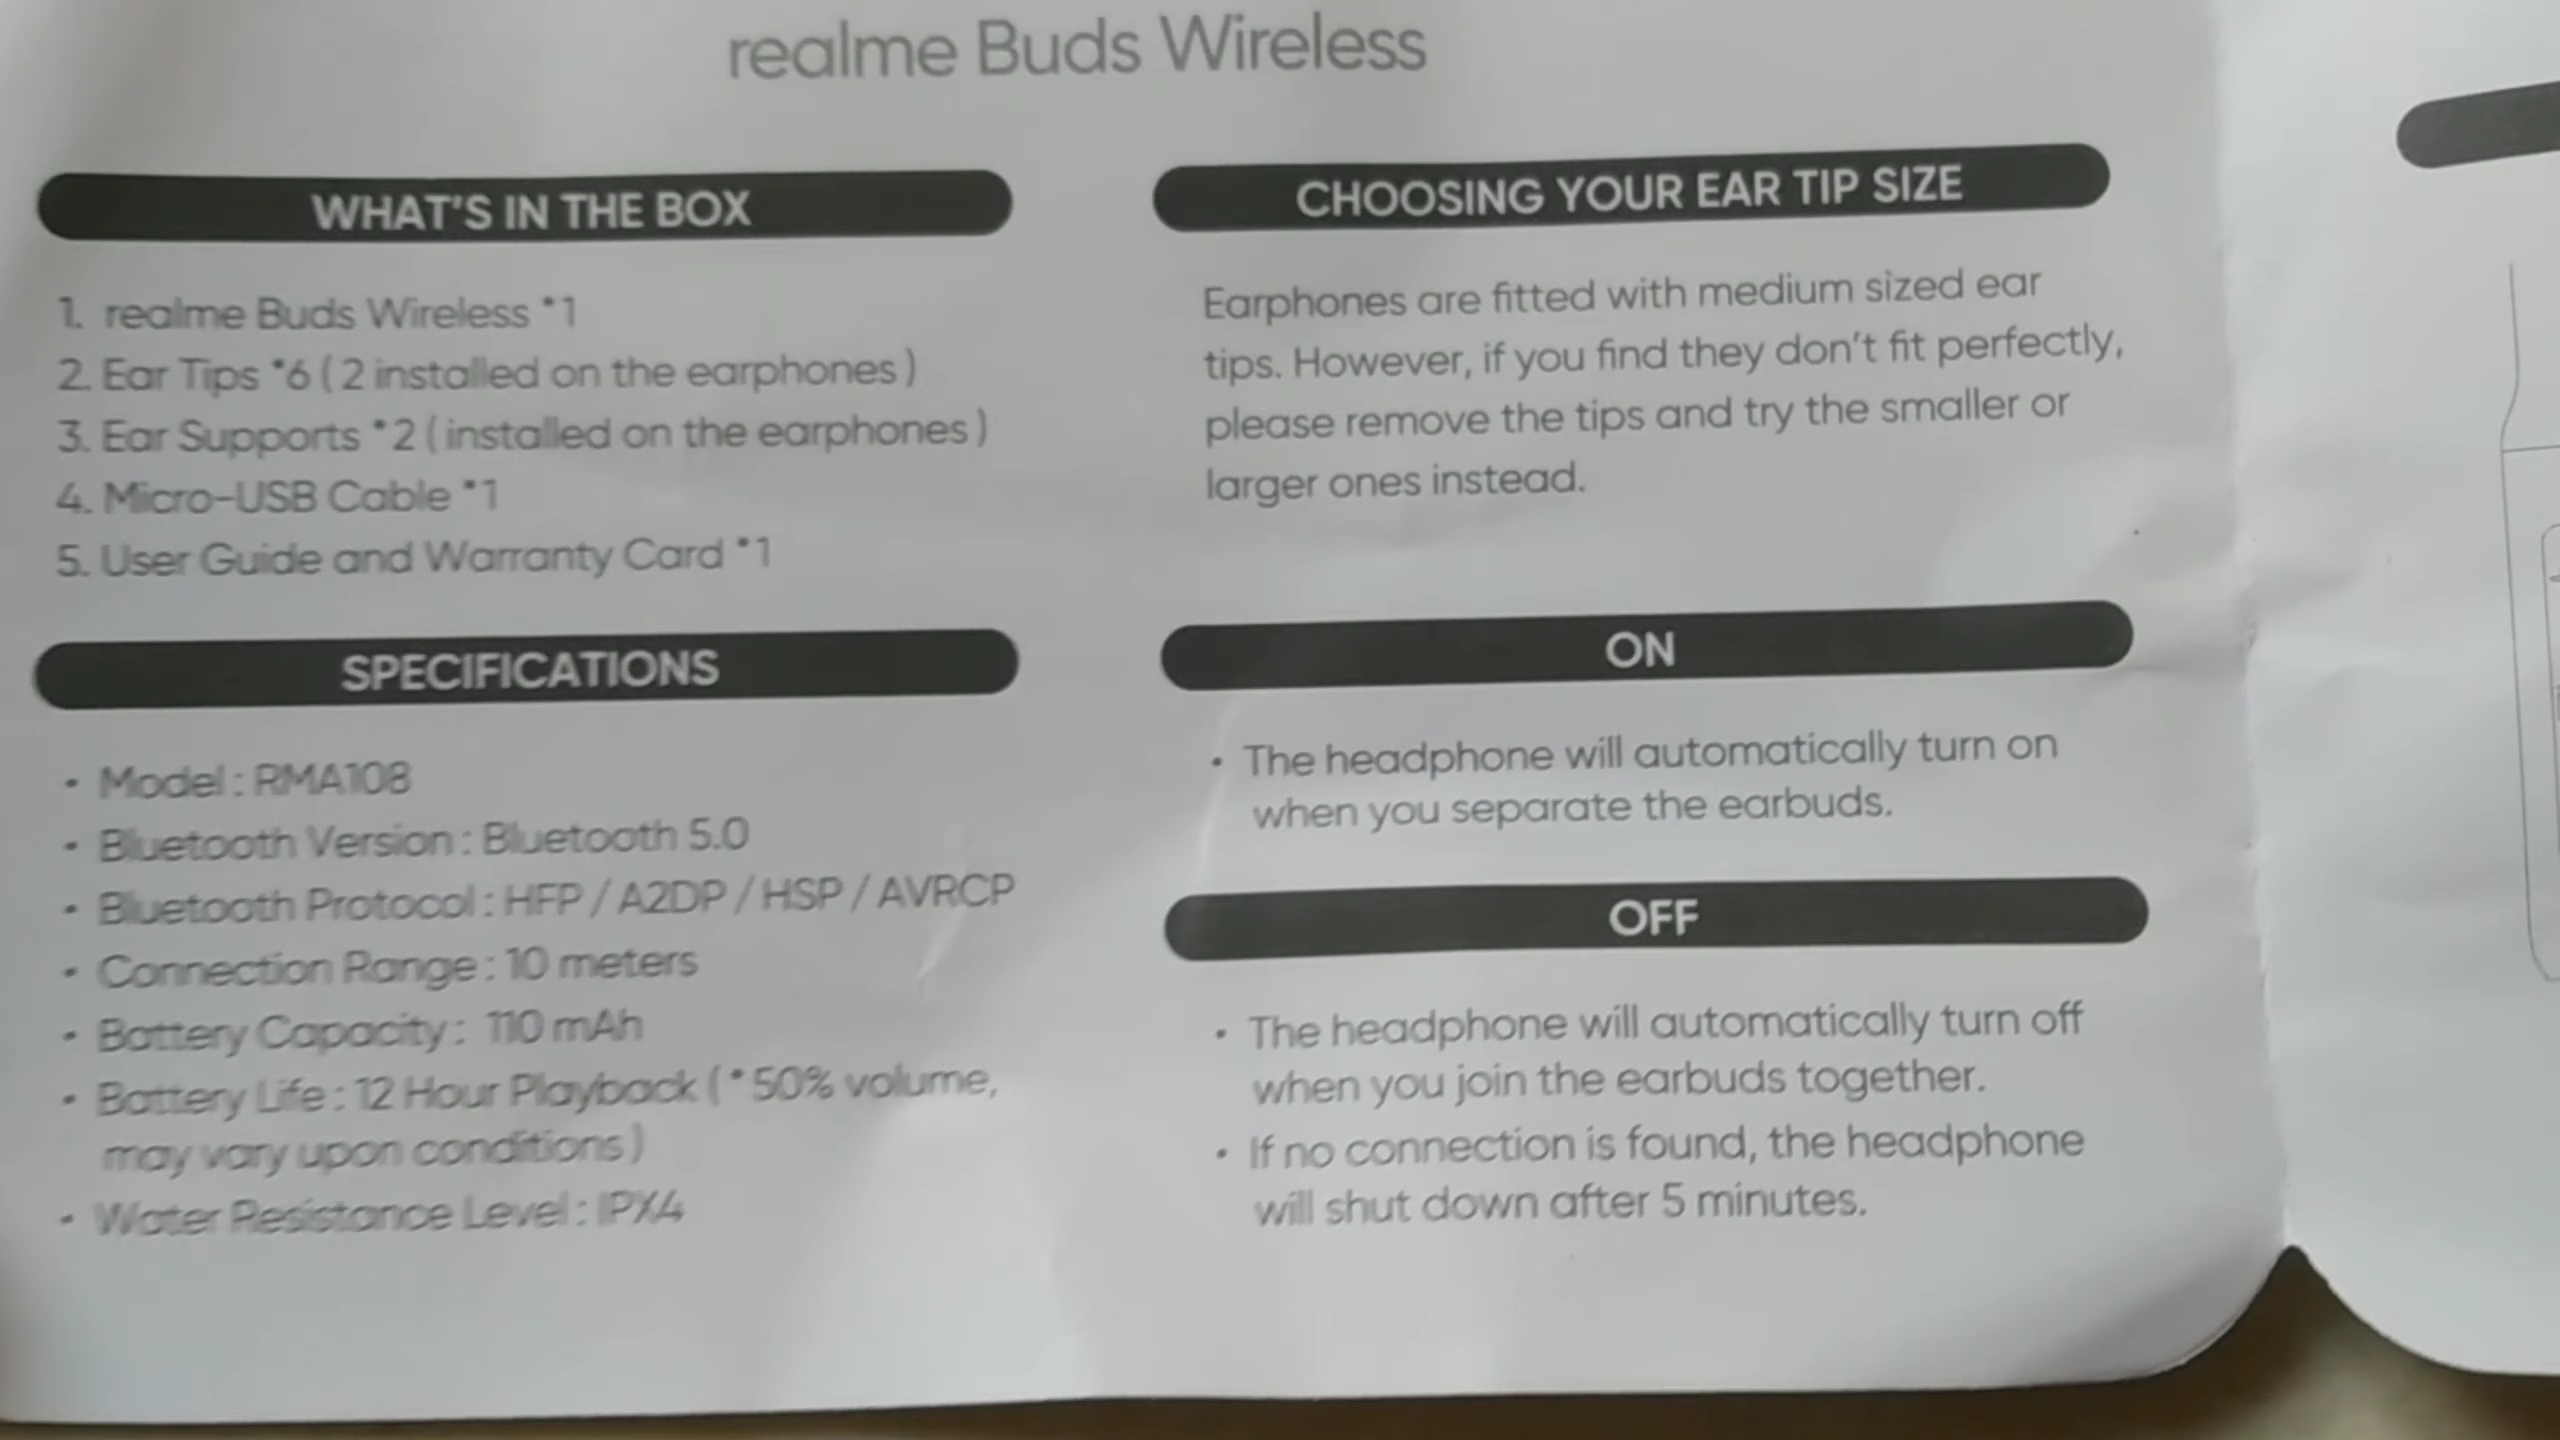 realme Buds Wireless
WHAT'S IN THE BOX
1. realme Buds Wireless *1
2. Ear Tips *6 ( 2 installed on the earphones )
3. Ear Supports *2 ( installed on the earphones )
4. Micro-USB Cable *1
5. User Guide and Warranty Card *1
SPECIFICATIONS
• Model : RMA108
• Bluetooth Version : Bluetooth 5.0
• Bluetooth Protocol : HFP / A2DP / HSP / AVRCP
• Connection Range : 10 meters
• Battery Capacity : 110 mAh
• Battery Life : 12 Hour Playback ( *50% volume,
may vary upon conditions )
• Water Resistance Level : IPX4
CHOOSING YOUR EAR TIP SIZE
Earphones are fitted with medium sized ear
tips. However, if you find they don't fit perfectly,
please remove the tips and try the smaller or
larger ones instead.
ON
• The headphone will automatically turn on
when you separate the earbuds.
OFF
• The headphone will automatically turn off
when you join the earbuds together.
• If no connection is found, the headphone
will shut down after 5 minutes.